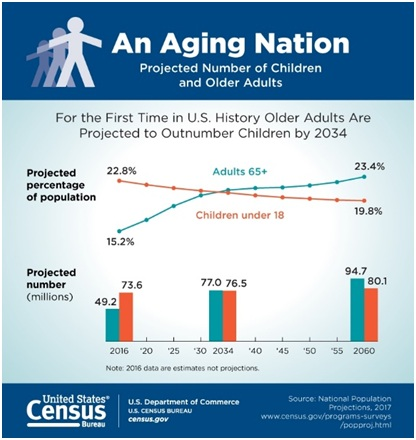 An Aging Nation
Projected Number of Children
and Older Adults
For the First Time in U.S. History Older Adults Are
Projected to Outnumber Children by 2034
Projected
percentage
of population
22.8%
Adults 65+
23.4%
Children under 18
15.2%
19.8%
Projected
number
(millions)
49.2
73.6
77.0
76.5
94.7
80.1
2016 '20 '25 '30 2034 '40 '45 '50 '55 2060
Note: 2016 data are estimates not projections.
United States®
Census
Bureau
U.S. Department of Commerce
U.S. CENSUS BUREAU
census.gov
Source: National Population
Projections, 2017
www.census.gov/programs-surveys
/popproj.html